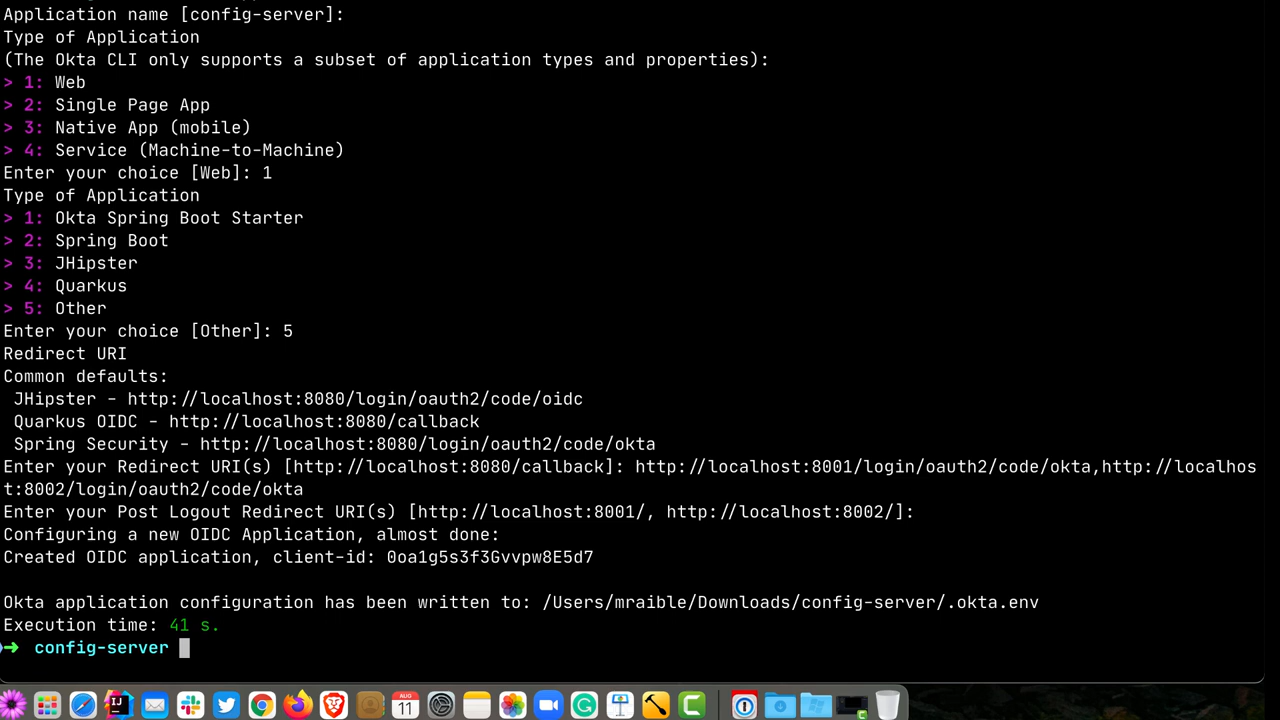 Application name [config-server]:
Type of Application
(The Okta CLI only supports a subset of application types and properties):
> 1: Web
> 2: Single Page App
> 3: Native App (mobile)
> 4: Service (Machine-to-Machine)
Enter your choice [Web]: 1
Type of Application
> 1: Okta Spring Boot Starter
> 2: Spring Boot
> 3: JHipster
> 4: Quarkus
> 5: Other
Enter your choice [Other]: 5
Redirect URI
Common defaults:
JHipster - http://localhost:8080/login/oauth2/code/oidc
Quarkus OIDC - http://localhost:8080/callback
Spring Security - http://localhost:8080/login/oauth2/code/okta
Enter your Redirect URI(s) [http://localhost:8080/callback]: http://localhost:8001/login/oauth2/code/okta,http://localhos
t:8002/login/oauth2/code/okta
Enter your Post Logout Redirect URI(s) [http://localhost:8001/, http://localhost:8002/]:
Configuring a new OIDC Application, almost done:
Created OIDC application, client-id: 0oa1g5s3f3Gvvpw8E5d7
Okta application configuration has been written to: /Users/mraible/Downloads/config-server/.okta.env
Execution time: 41 s.
➜ config-server
AUG
11